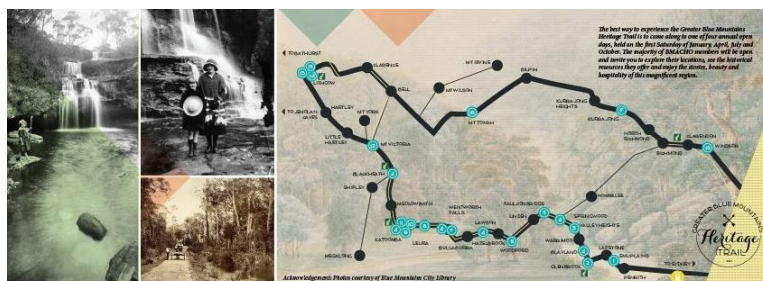 The best way to experience the Greater Blue Mountains
Heritage Trail is to come along to one of four annual open
days, held on the first Saturday of January, April, July and
October. The majority of BMACHO members will be open
and invite you to explore their locations, see the historical
resources they offer and enjoy the stories, beauty and
hospitality of this magnificent region.
TO BATHURST
LITHGOW
CLARENCE
BELL
MT IRVINE
MT WILSON
BILPIN
MT TOMAH
KURRAJONG
HEIGHTS
KURRAJONG
NORTH
RICHMOND
RICHMOND
CLARENDON
WINDSOR
TO JENOLAN
CAVES
HARTLEY
MT YORK
LITTLE
HARTLEY
MT VICTORIA
BLACKHEATH
SHIPLEY
MEDLOW BATH
KATOOMBA
MEGALONG
LEURA
WENTWORTH
FALLS
BULLABURRA
LAWSON
HAZELBROOK
LINDEN
WOODFORD
FAULCONBRIDGE
SPRINGWOOD
VALLEY HEIGHTS
WARRIMOO
BLAXLAND
GLENBROOK
LAPSTONE
EMU PLAINS
PENRITH
TO SYDNEY
GREATER BLUE MOUNTAINS
Heritage
TRAIL
Acknowledgement: Photos courtesy of Blue Mountains City Library